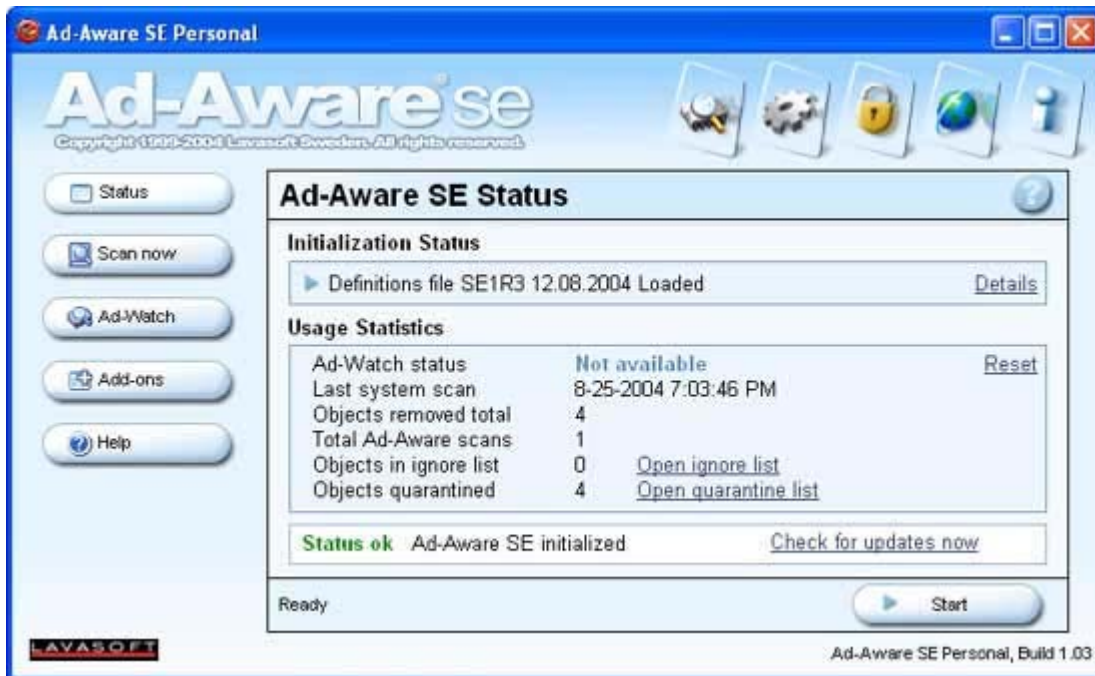 Ad-Aware SE Personal
Ad-Aware se
Copyright 1999-2004 Lavasoft Sweden. All rights reserved.
Status
Scan now
Ad-Watch
Add-ons
Help
Ad-Aware SE Status
Initialization Status
Definitions file SE1R3 12.08.2004 Loaded Details
Usage Statistics
Ad-Watch status Not available Reset
Last system scan 8-25-2004 7:03:46 PM
Objects removed total 4
Total Ad-Aware scans 1
Objects in ignore list 0 Open ignore list
Objects quarantined 4 Open quarantine list
Status ok Ad-Aware SE initialized Check for updates now
Ready Start
LAVASOFT
Ad-Aware SE Personal, Build 1.03